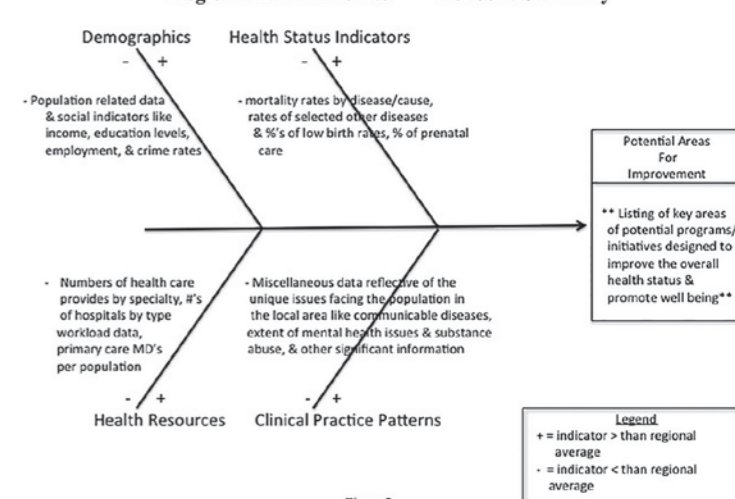 Demographics
- +
- Population related data
& social indicators like
income, education levels,
employment, & crime rates
Health Status Indicators
- +
- mortality rates by disease/cause,
rates of selected other diseases
& %'s of low birth rates, % of prenatal
care
Potential Areas
For
Improvement
** Listing of key areas
of potential programs/
initiatives designed to
improve the overall
health status &
promote well being**
- Numbers of health care
provides by specialty, #'s
of hospitals by type
workload data,
primary care MD's
per population
- +
Health Resources
- Miscellaneous data reflective of the
unique issues facing the population in
the local area like communicable diseases,
extent of mental health issues & substance
abuse, & other significant information
- +
Clinical Practice Patterns
Legend
+ = indicator > than regional
average
- = indicator < than regional
average